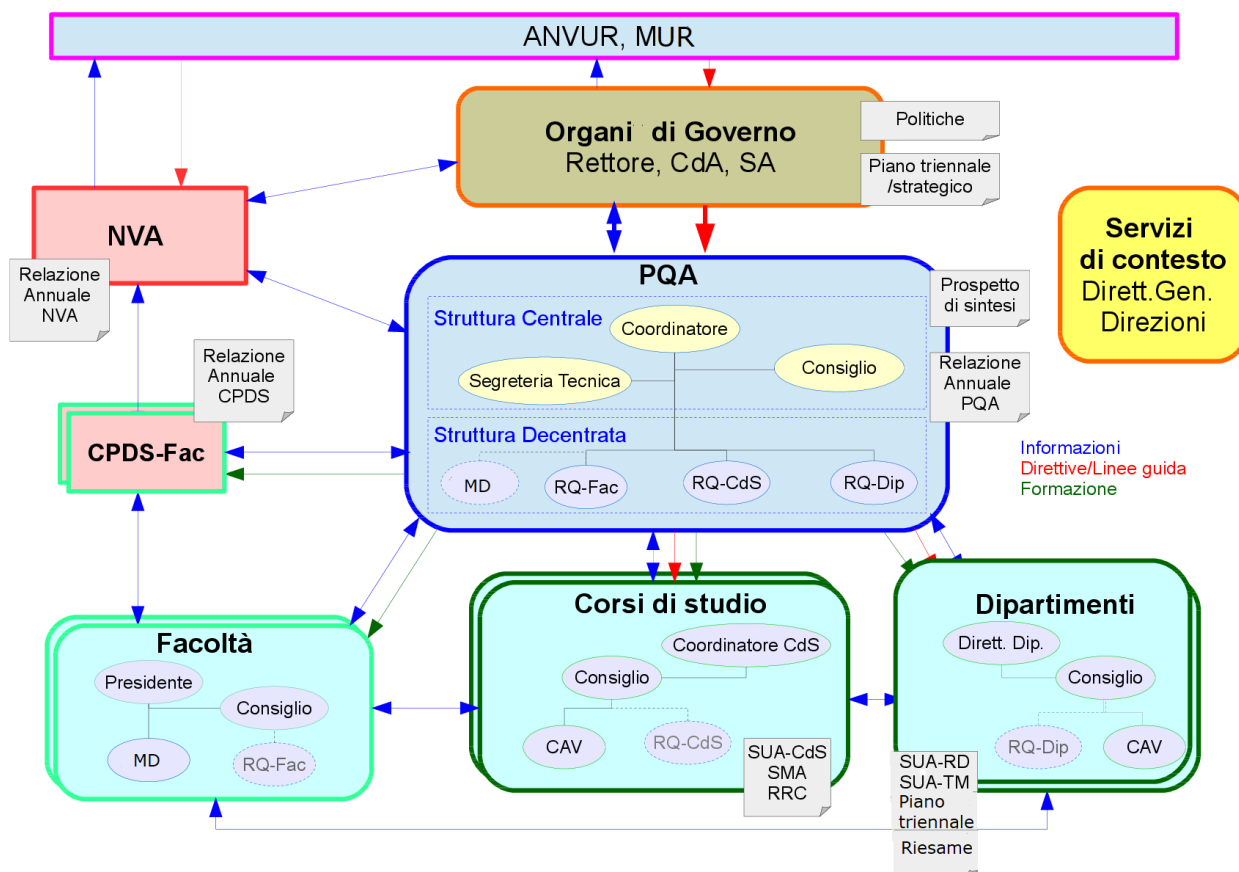 ANVUR, MUR
Organi di Governo
Rettore, CdA, SA
Politiche
Piano triennale
/strategico
NVA
Relazione
Annuale
NVA
Servizi
di contesto
Dirett.Gen.
Direzioni
PQA
Struttura Centrale
Coordinatore
Segreteria Tecnica
Consiglio
Prospetto
di sintesi
Relazione
Annuale
PQA
Relazione
Annuale
CPDS
CPDS-Fac
Struttura Decentrata
MD
RQ-Fac
RQ-CdS
RQ-Dip
Informazioni
Direttive/Linee guida
Formazione
Facoltà
Presidente
Consiglio
MD
RQ-Fac
Corsi di studio
Coordinatore CdS
Consiglio
CAV
RQ-CdS
SUA-CdS
SMA
RRC
Dipartimenti
Dirett. Dip.
Consiglio
RQ-Dip
CAV
SUA-RD
SUA-TM
Piano
triennale
Riesame